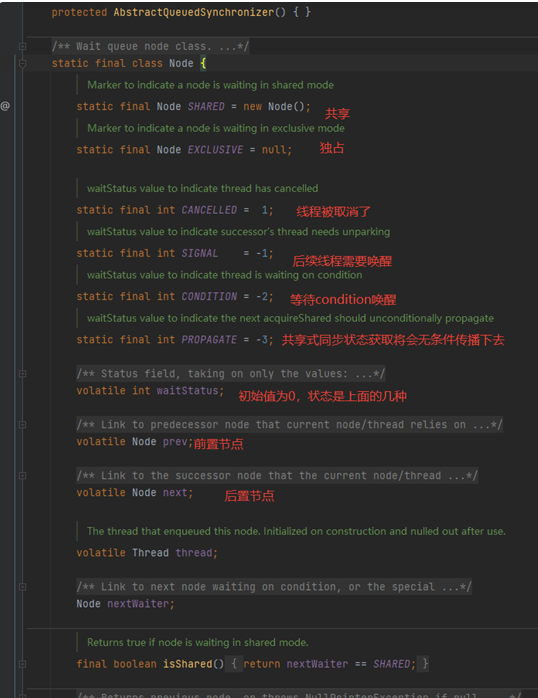 protected AbstractQueuedSynchronizer() { }
/** Wait queue node class. ...*/
static final class Node {
Marker to indicate a node is waiting in shared mode
@
static final Node SHARED = new Node();
共享
Marker to indicate a node is waiting in exclusive mode
static final Node EXCLUSIVE = null;
独占
waitStatus value to indicate thread has cancelled
static final int CANCELLED =  1;
线程被取消了
waitStatus value to indicate successor's thread needs unparking
static final int SIGNAL    = -1;
后续线程需要唤醒
waitStatus value to indicate thread is waiting on condition
static final int CONDITION = -2;
等待condition唤醒
waitStatus value to indicate the next acquireShared should unconditionally propagate
static final int PROPAGATE = -3;
共享式同步状态获取将会无条件传播下去
/** Status field, taking on only the values: ...*/
volatile int waitStatus;
初始值为0，状态是上面的几种
/** Link to predecessor node that current node/thread relies on ...*/
volatile Node prev;
前置节点
/** Link to the successor node that the current node/thread ...*/
volatile Node next;
后置节点
The thread that enqueued this node. Initialized on construction and nulled out after use.
volatile Thread thread;
/** Link to next node waiting on condition, or the special ...*/
Node nextWaiter;
Returns true if node is waiting in shared mode.
final boolean isShared() { return nextWaiter == SHARED; }
/** Returns previous node, or throws NullPointerException if null. ...*/